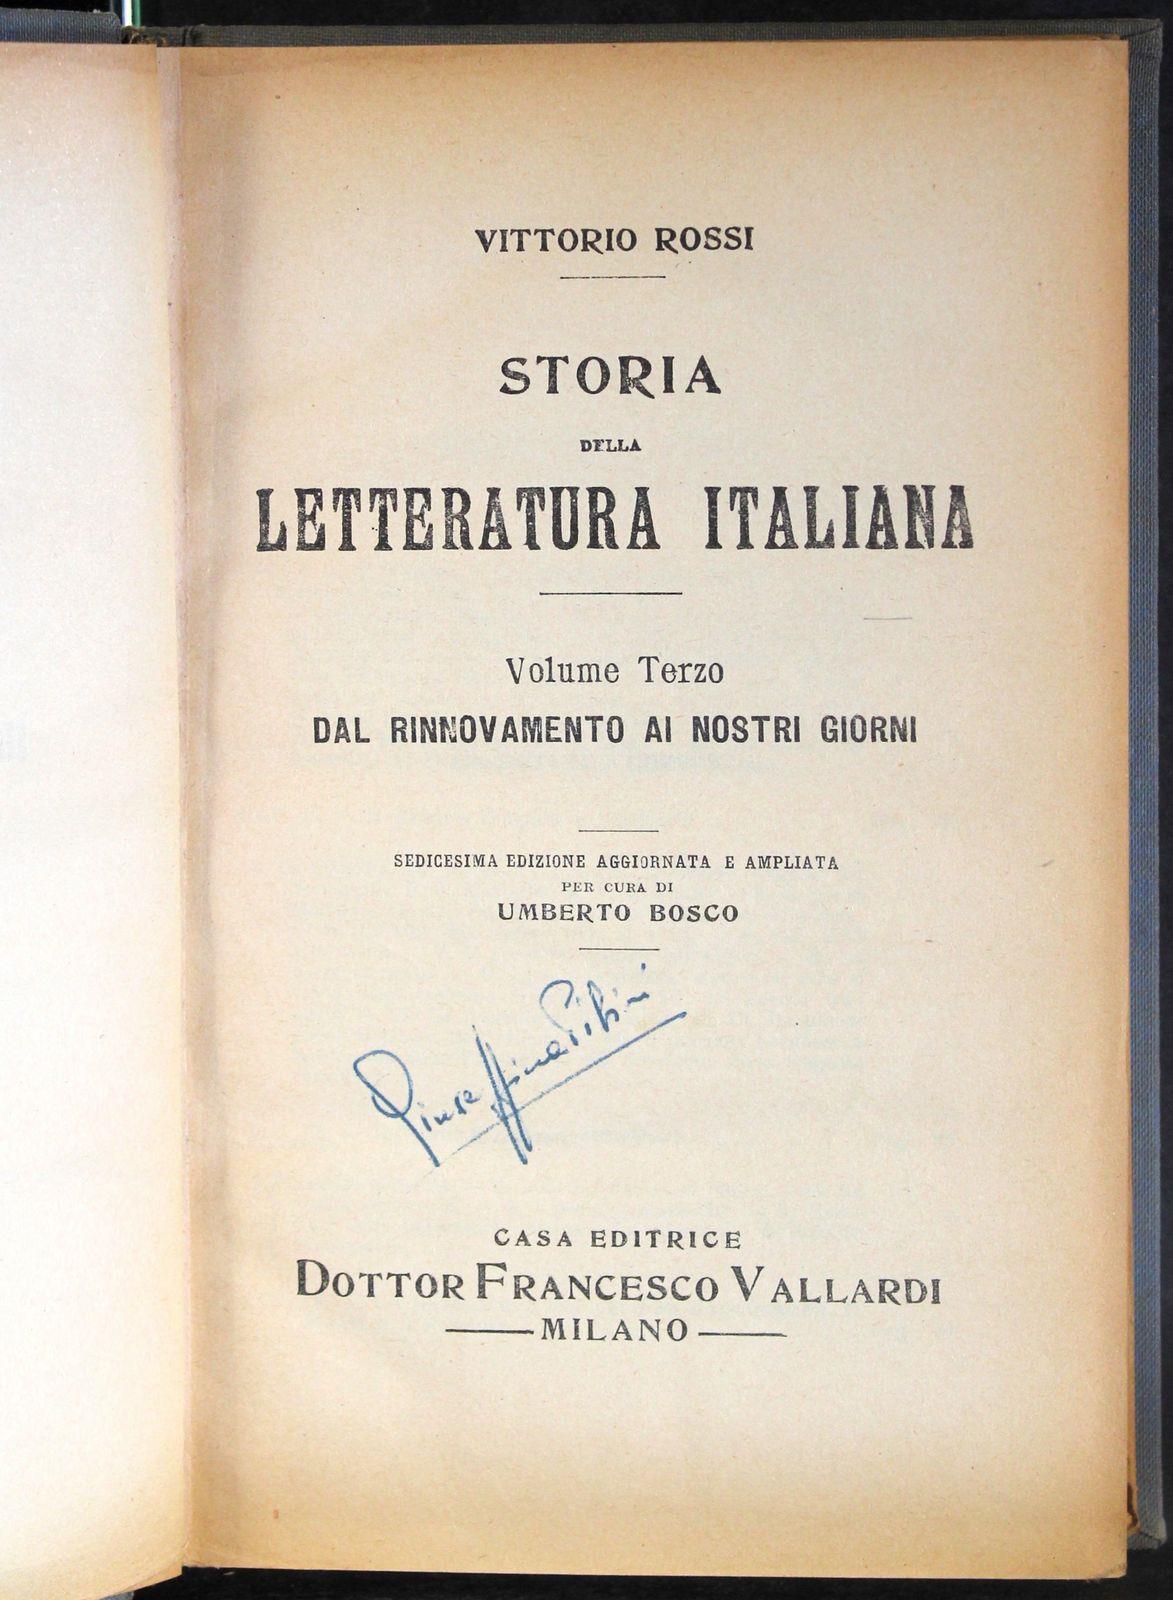 VITTORIO ROSSI
STORIA
DELLA
LETTERATURA ITALIANA
Volume Terzo
DAL RINNOVAMENTO AI NOSTRI GIORNI
SEDICESIMA EDIZIONE AGGIORNATA E AMPLIATA
PER CURA DI
UMBERTO BOSCO
CASA EDITRICE
DOTTOR FRANCESCO VALLARDI
MILANO